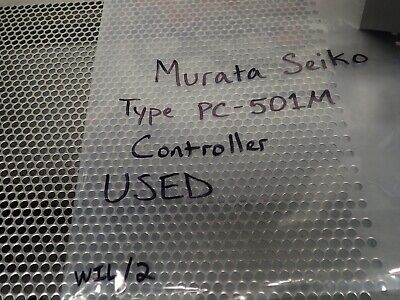 Murata Seiko
Type PC-501M
Controller
USED
WIL/2